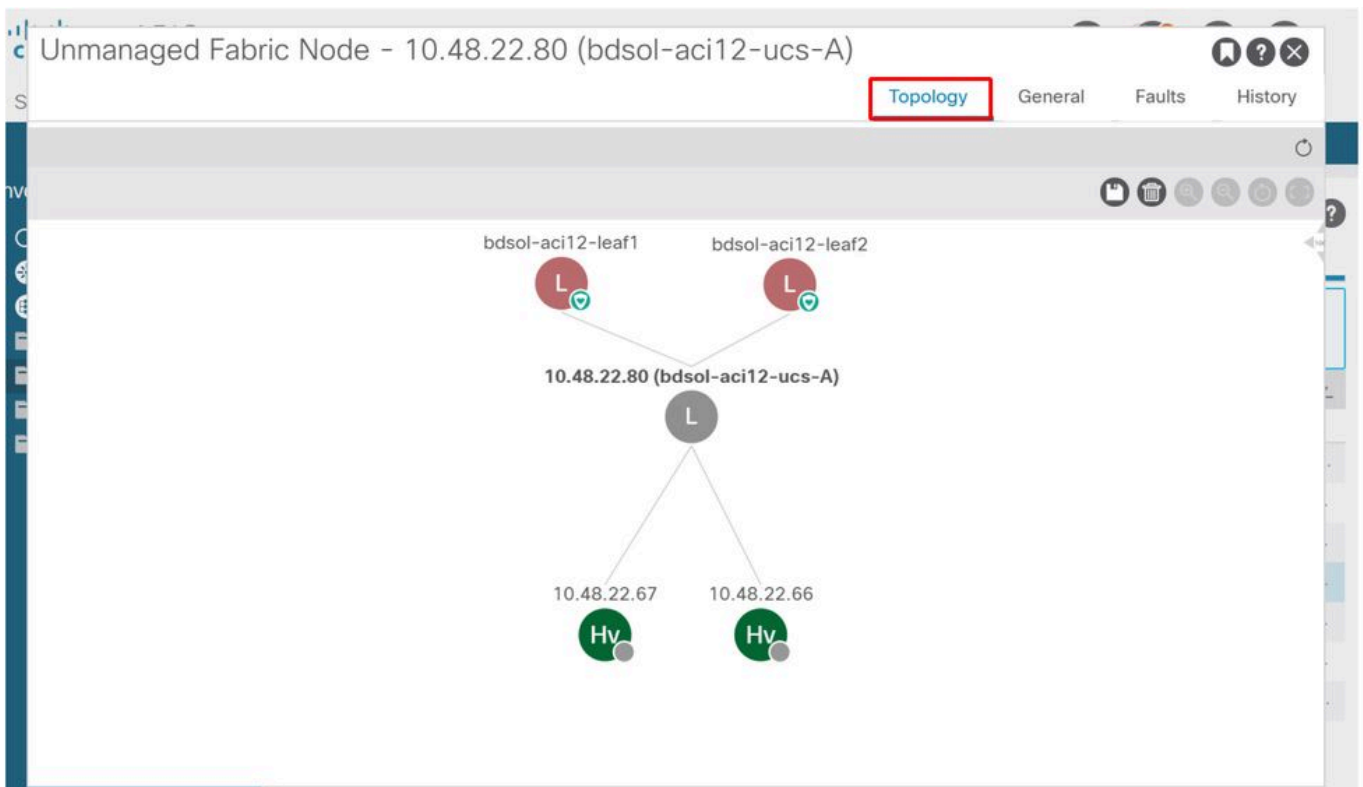 Unmanaged Fabric Node - 10.48.22.80 (bdsol-aci12-ucs-A)
Topology General Faults History
bdsol-aci12-leaf1 bdsol-aci12-leaf2
L L
10.48.22.80 (bdsol-aci12-ucs-A)
L
10.48.22.67 10.48.22.66
Hv Hv